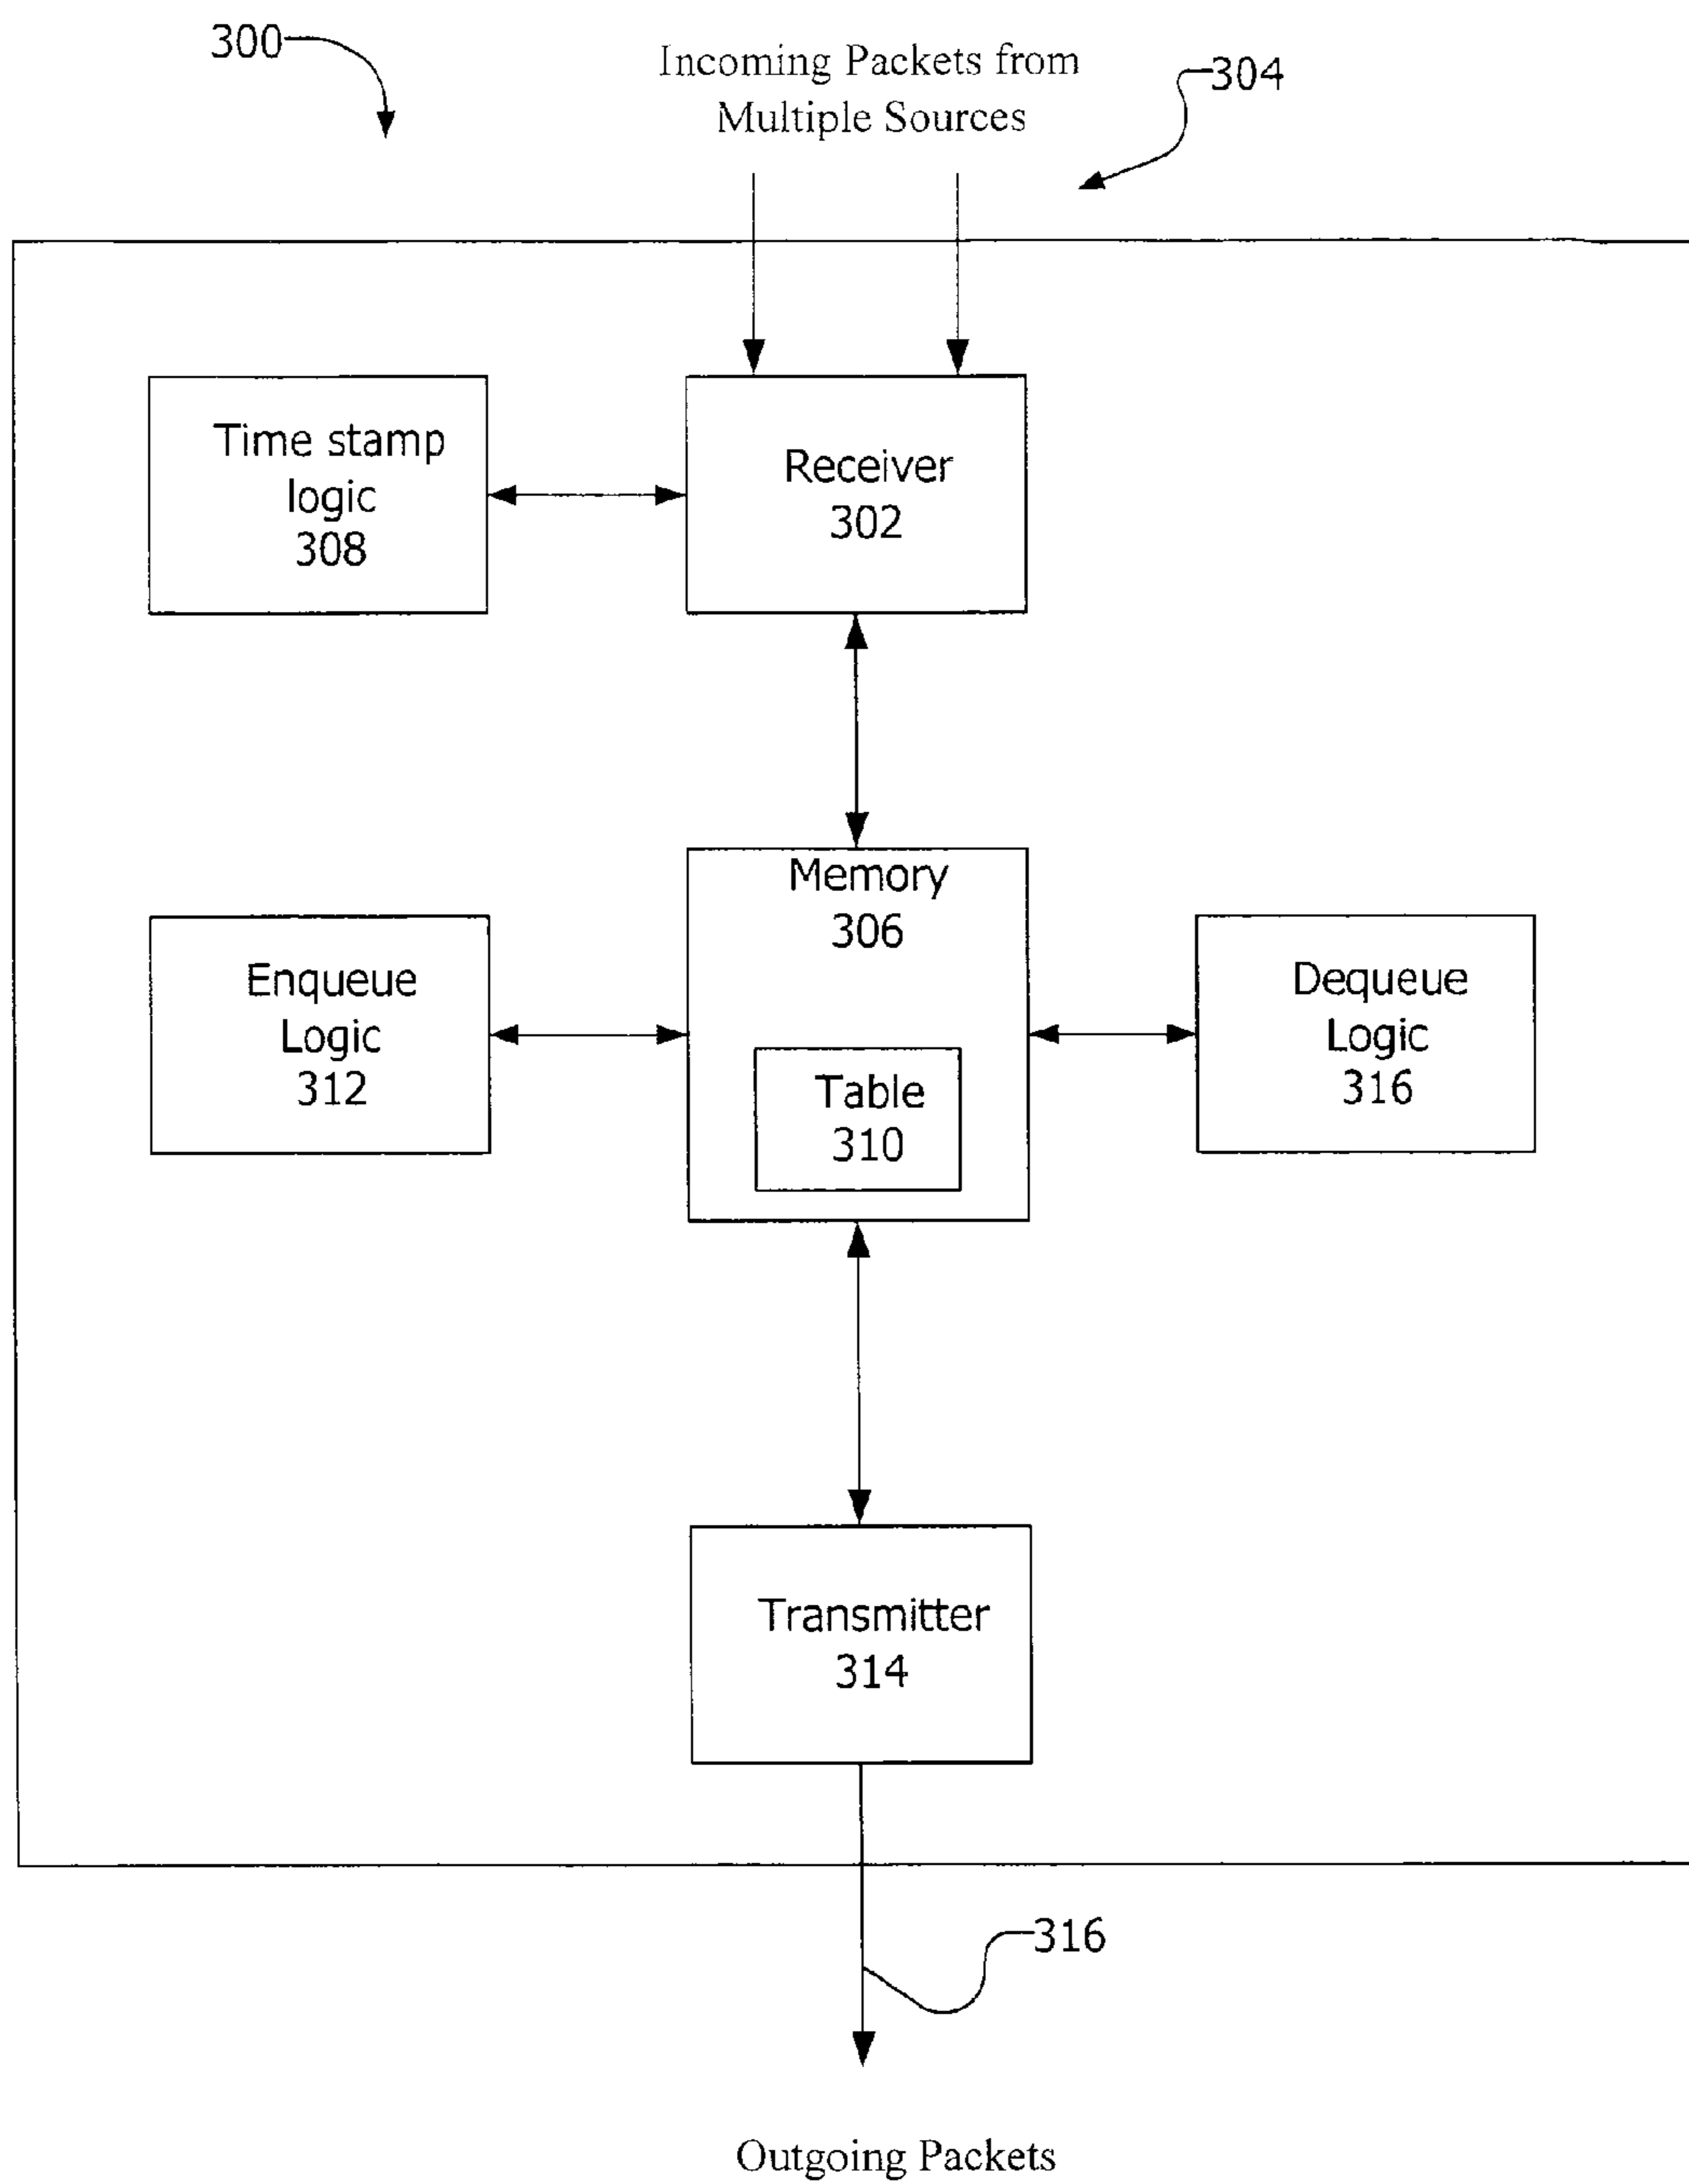 300
Incoming Packets from
Multiple Sources
304
Time stamp
logic
308
Receiver
302
Memory
306
Enqueue
Logic
312
Table
310
Dequeue
Logic
316
Transmitter
314
316
Outgoing Packets